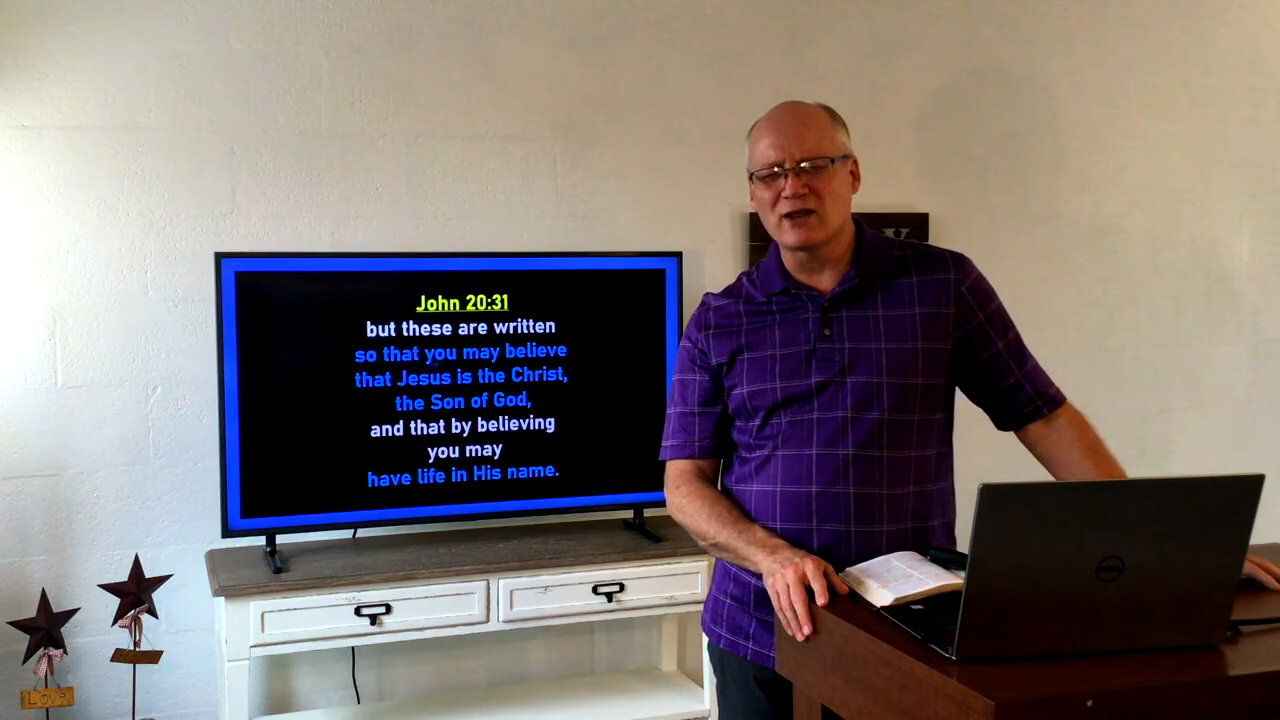 John 20:31
but these are written
so that you may believe
that Jesus is the Christ,
the Son of God,
and that by believing
you may
have life in His name.
DELL
Love